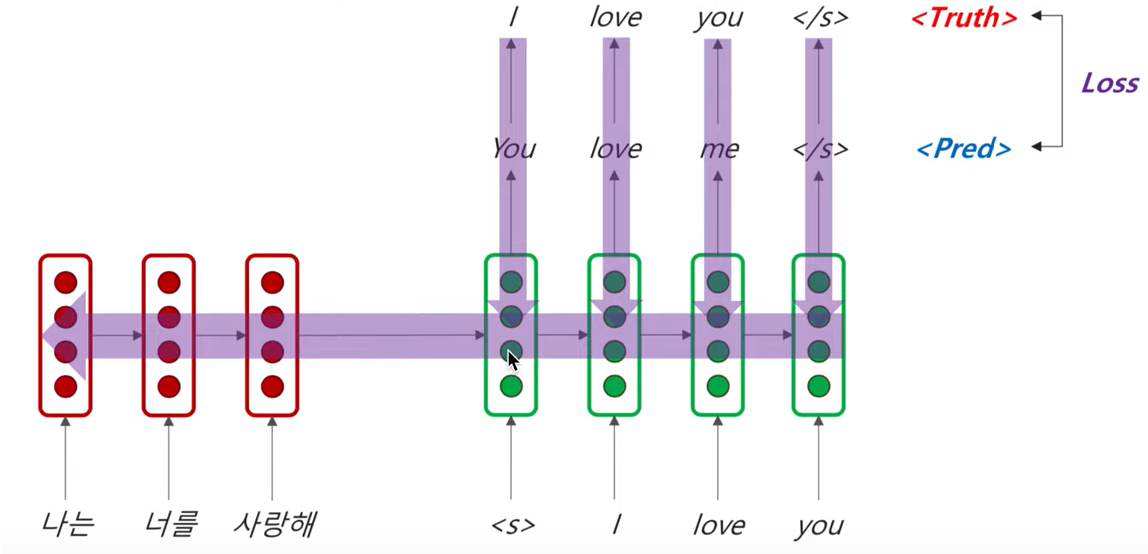 I love you </s> <Truth>
Loss
You love me </s> <Pred>
나는 너를 사랑해 <s> I love you